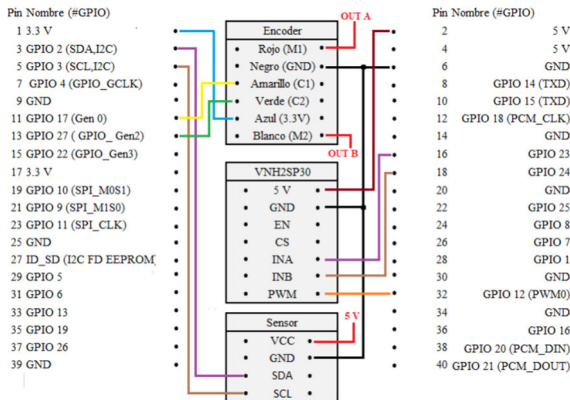 Pin Nombre (#GPIO)
1 3.3 V
3 GPIO 2 (SDA,I2C)
5 GPIO 3 (SCL,I2C)
7 GPIO 4 (GPIO_GCLK)
9 GND
11 GPIO 17 (Gen 0)
13 GPIO 27 ( GPIO_ Gen2)
15 GPIO 22 (GPIO_Gen3)
17 3.3 V
19 GPIO 10 (SPI_M0S1)
21 GPIO 9 (SPI_M1S0)
23 GPIO 11 (SPI_CLK)
25 GND
27 ID_SD (I2C FD EEPROM)
29 GPIO 5
31 GPIO 6
33 GPIO 13
35 GPIO 19
37 GPIO 26
39 GND
OUT A
Encoder
Rojo (M1)
Negro (GND)
Amarillo (C1)
Verde (C2)
Azul (3.3V)
Blanco (M2)
OUT B
VNH2SP30
5 V
GND
EN
CS
INA
INB
PWM
Sensor
5 V
VCC
GND
SDA
SCL
Pin Nombre (#GPIO)
2 5 V
4 5 V
6 GND
8 GPIO 14 (TXD)
10 GPIO 15 (TXD)
12 GPIO 18 (PCM_CLK)
14 GND
16 GPIO 23
18 GPIO 24
20 GND
22 GPIO 25
24 GPIO 8
26 GPIO 7
28 GPIO 1
30 GND
32 GPIO 12 (PWM0)
34 GND
36 GPIO 16
38 GPIO 20 (PCM_DIN)
40 GPIO 21 (PCM_DOUT)